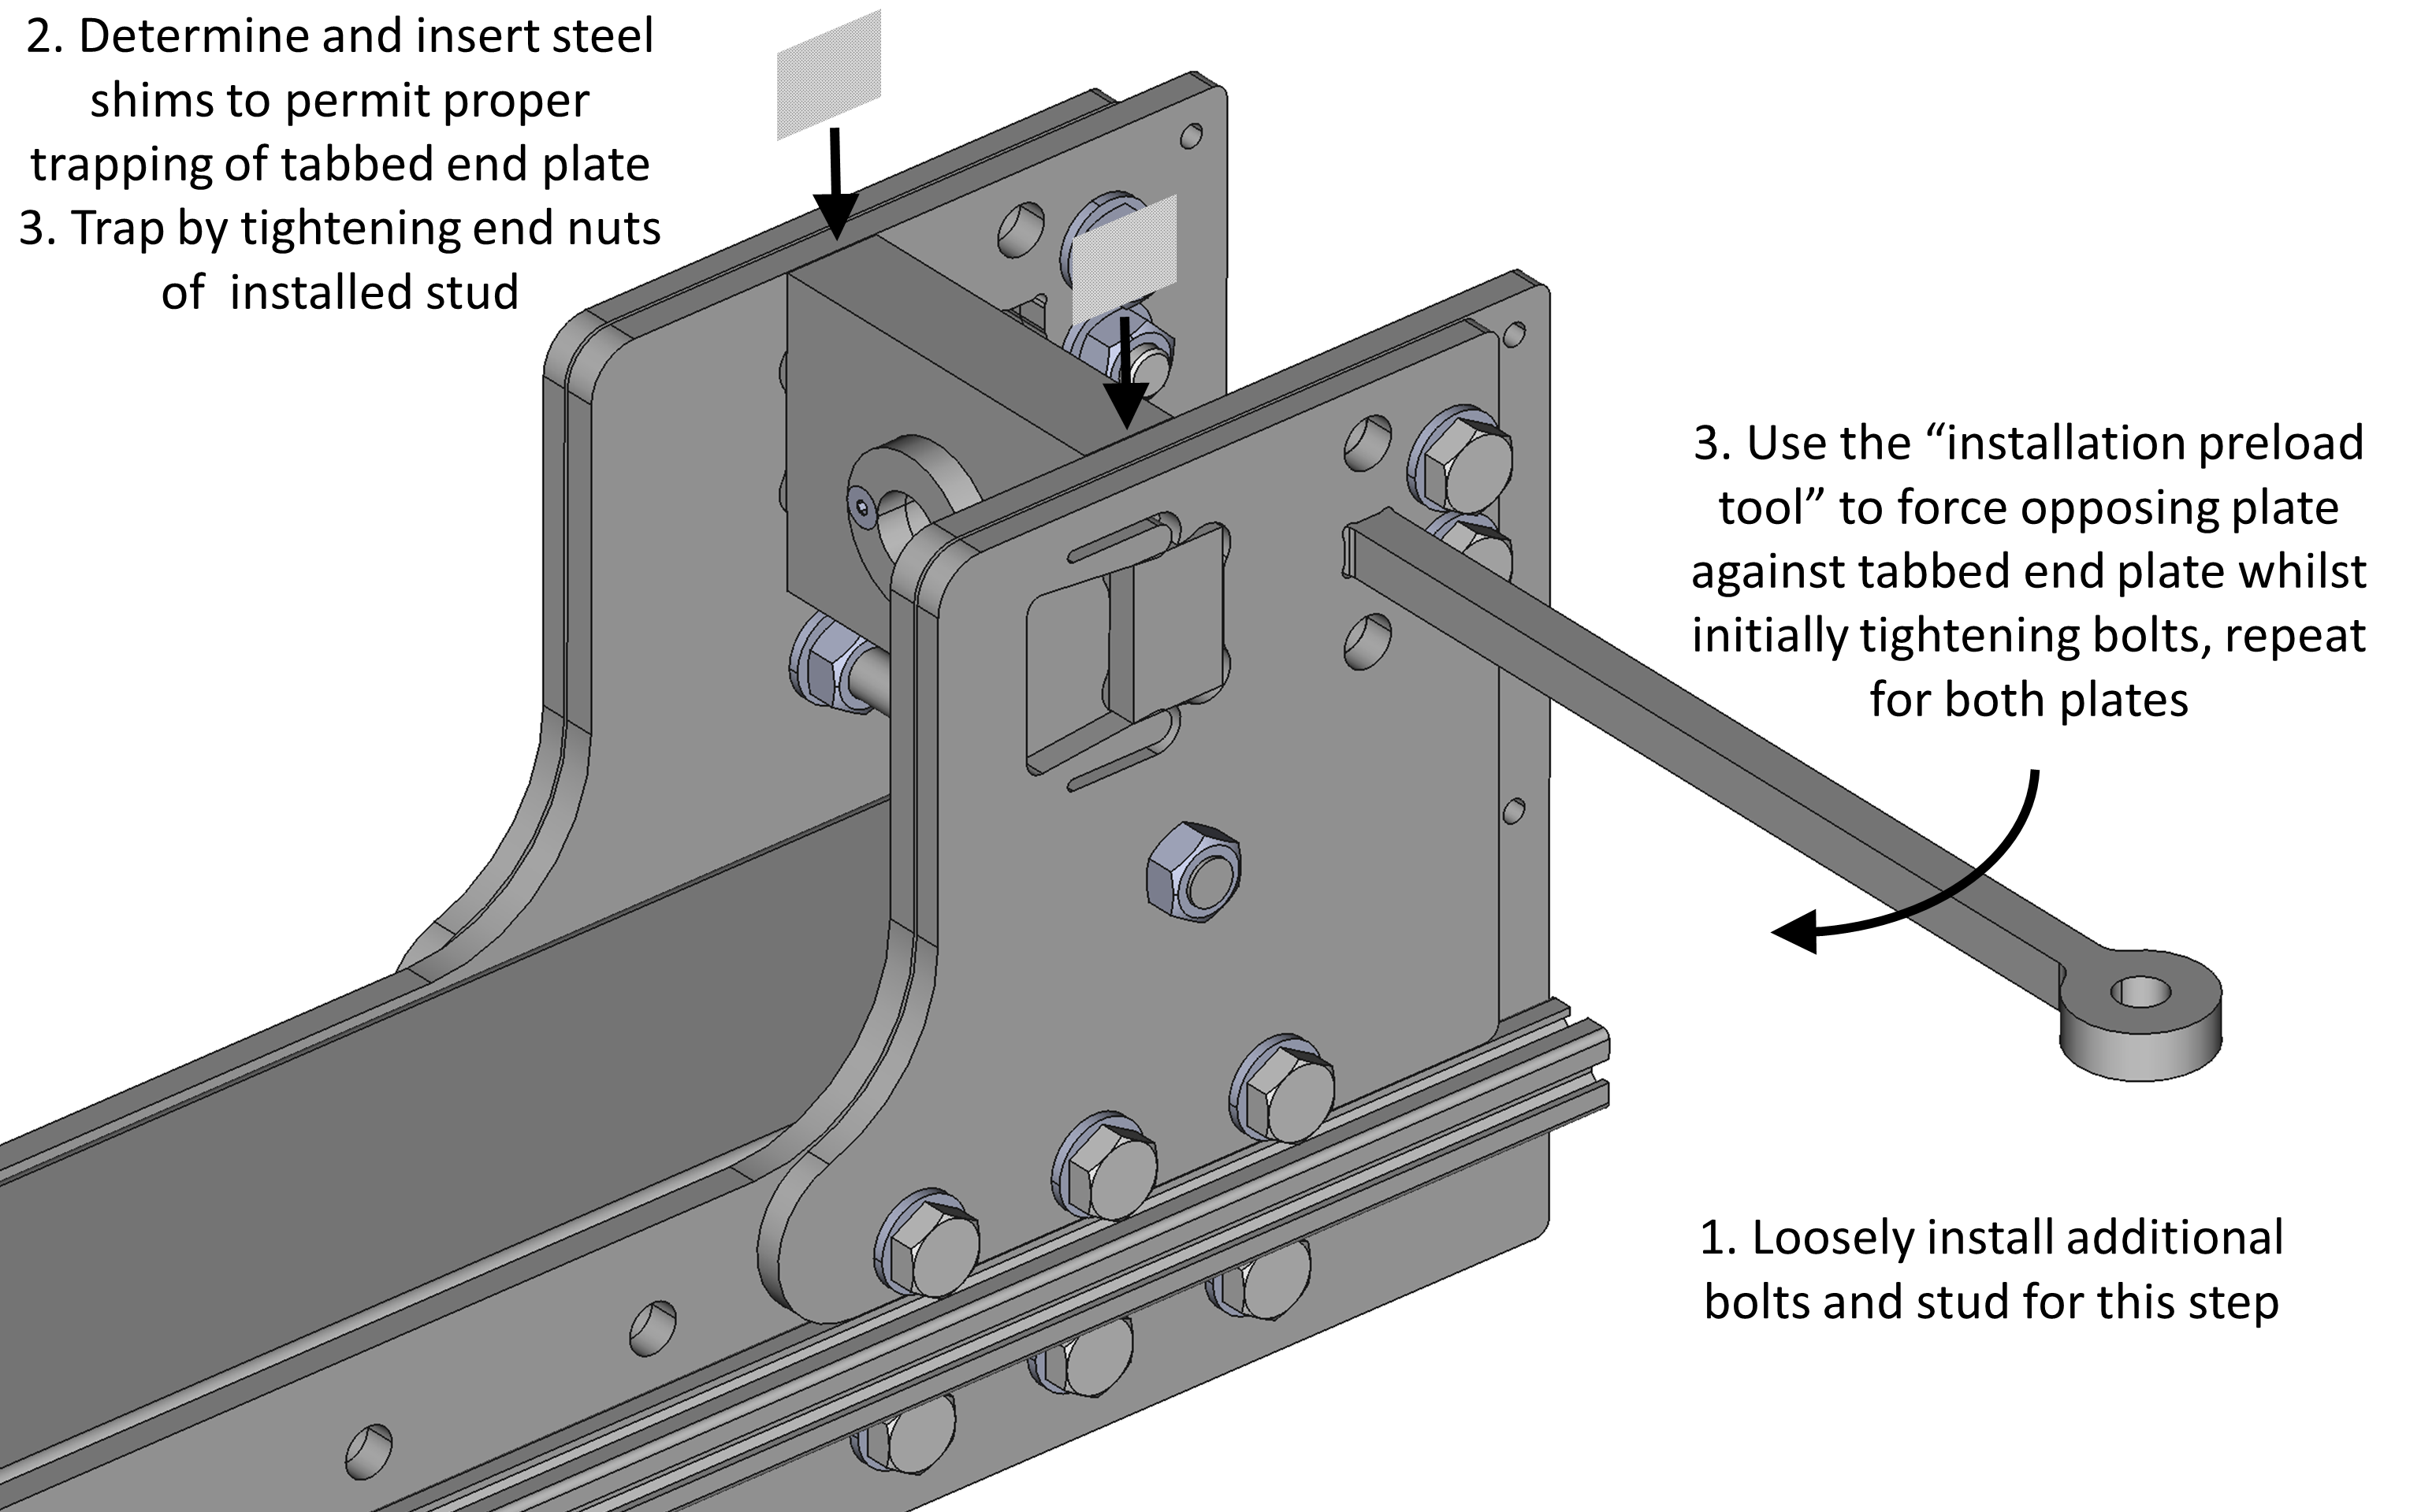 2. Determine and insert steel
shims to permit proper
trapping of tabbed end plate
3. Trap by tightening end nuts
of installed stud
3. Use the “installation preload
tool” to force opposing plate
against tabbed end plate whilst
initially tightening bolts, repeat
for both plates
1. Loosely install additional
bolts and stud for this step